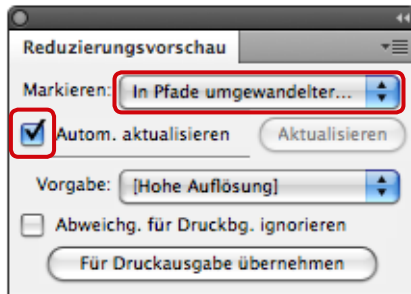 Reduzierungsvorschau
Markieren: In Pfade umgewandelter...
Autom. aktualisieren Aktualisieren
Vorgabe: [Hohe Auflösung]
Abweichg. für Druckbg. ignorieren
Für Druckausgabe übernehmen